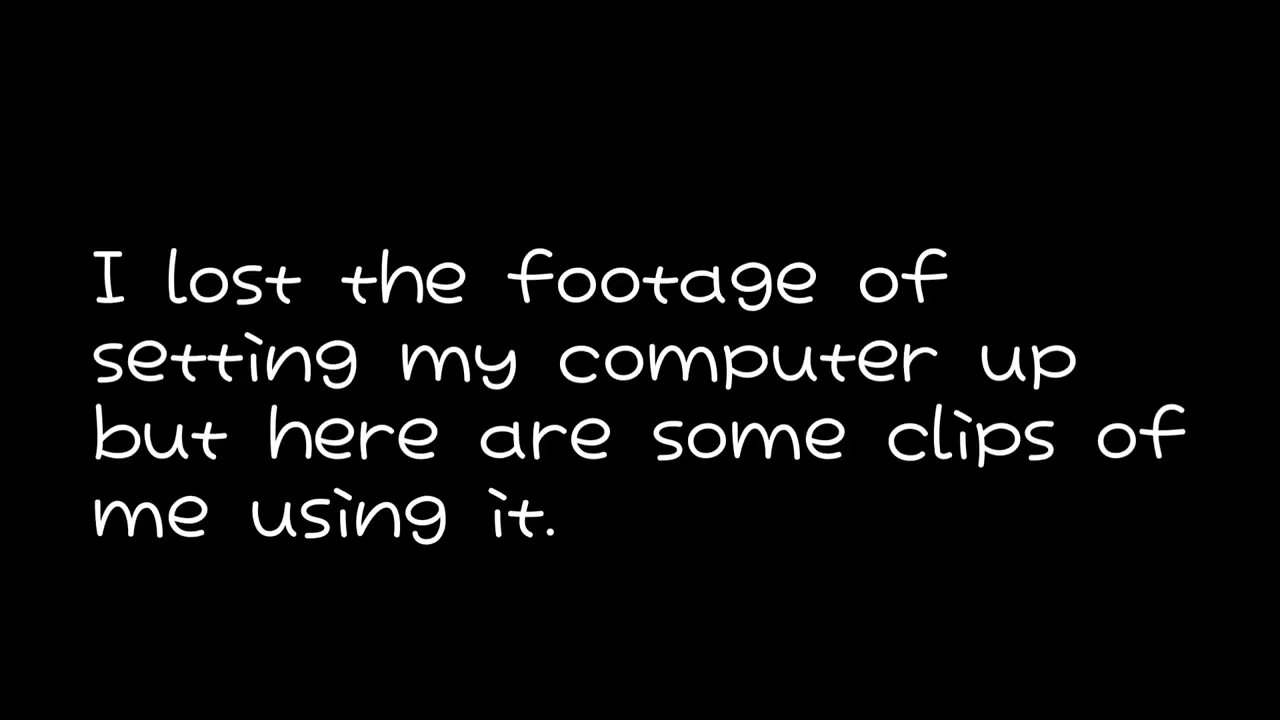 I lost the footage of
setting my computer up
but here are some clips of
me using it.